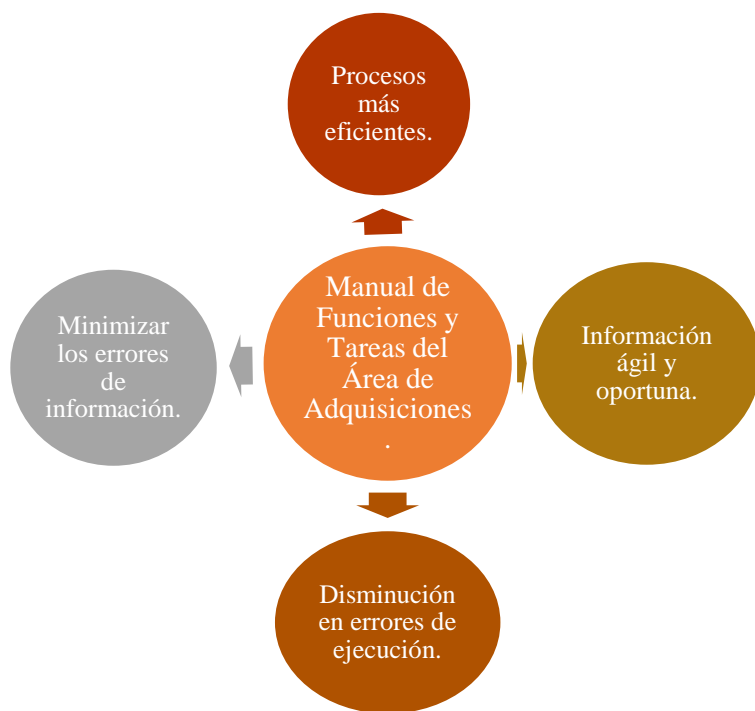 Procesos
más
eficientes.
Manual de
Funciones y
Tareas del
Área de
Adquisiciones
.
Minimizar
los errores
de
información.
Información
ágil y
oportuna.
Disminución
en errores de
ejecución.